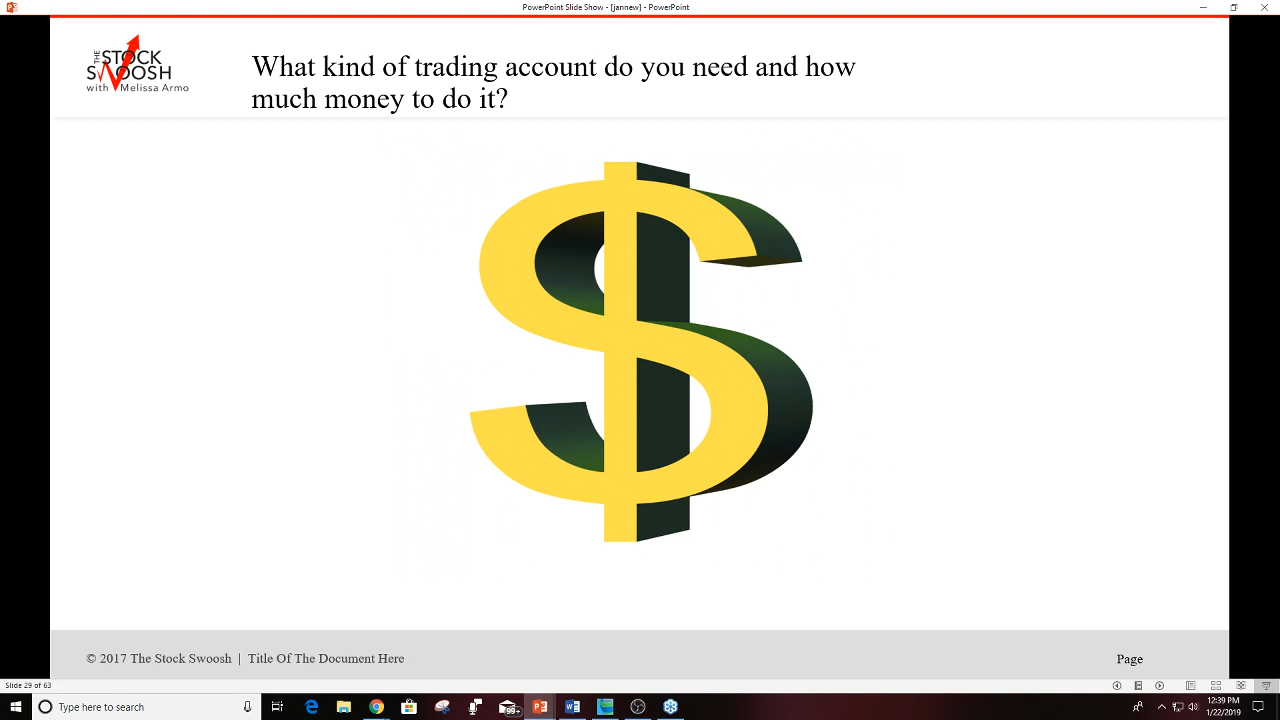 PowerPoint Slide Show - [jannew] - PowerPoint
THE
STOCK
SWOOSH
with Melissa Armo
What kind of trading account do you need and how
much money to do it?
© 2017 The Stock Swoosh | Title Of The Document Here
Page
Slide 29 of 63
Type here to search
99+
12:39 PM
1/22/2019